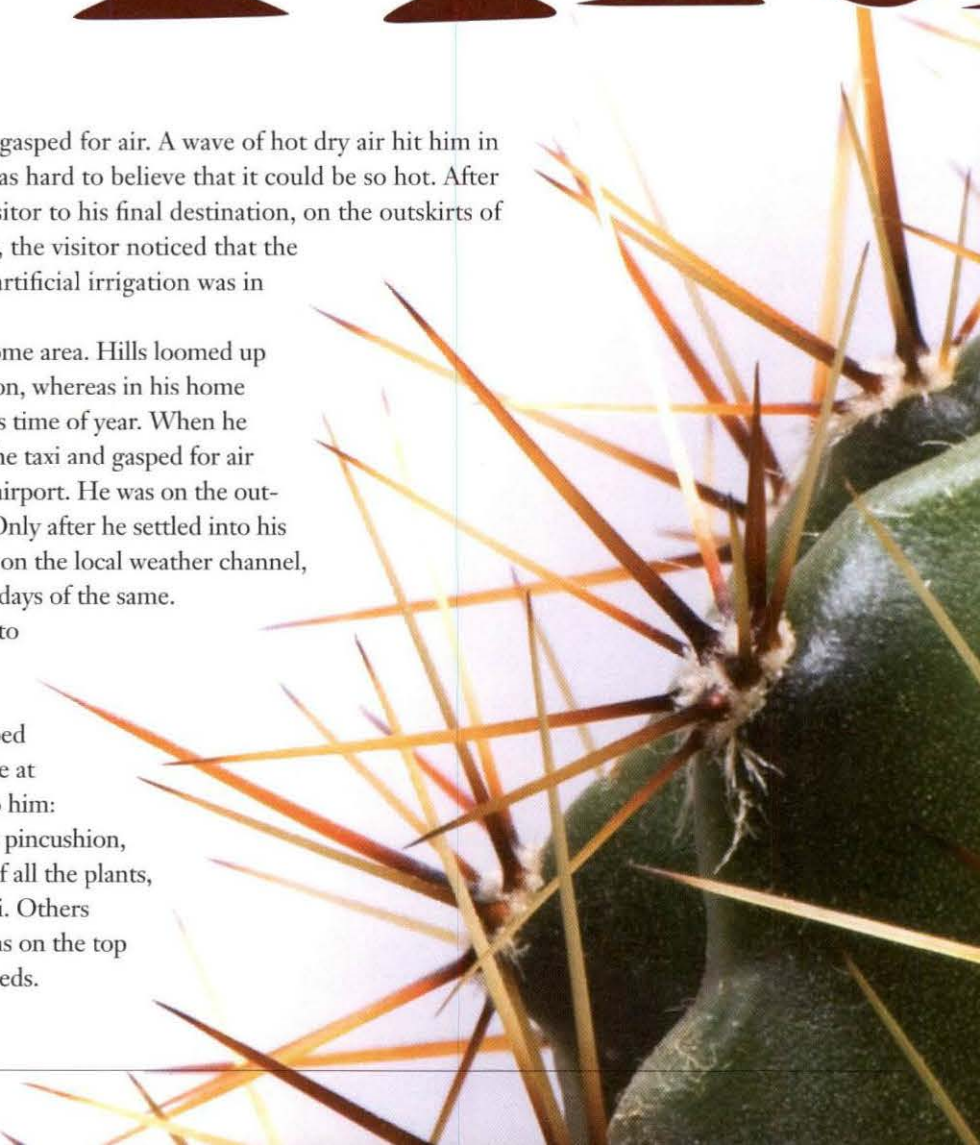 gasped for air. A wave of hot dry air hit him in
as hard to believe that it could be so hot. After
sitor to his final destination, on the outskirts of
, the visitor noticed that the
rtificial irrigation was in
me area. Hills loomed up
on, whereas in his home
s time of year. When he
he taxi and gasped for air
airport. He was on the out-
Only after he settled into his
on the local weather channel,
days of the same.
to
ed
e at
him:
pincushion,
f all the plants,
i. Others
s on the top
eds.